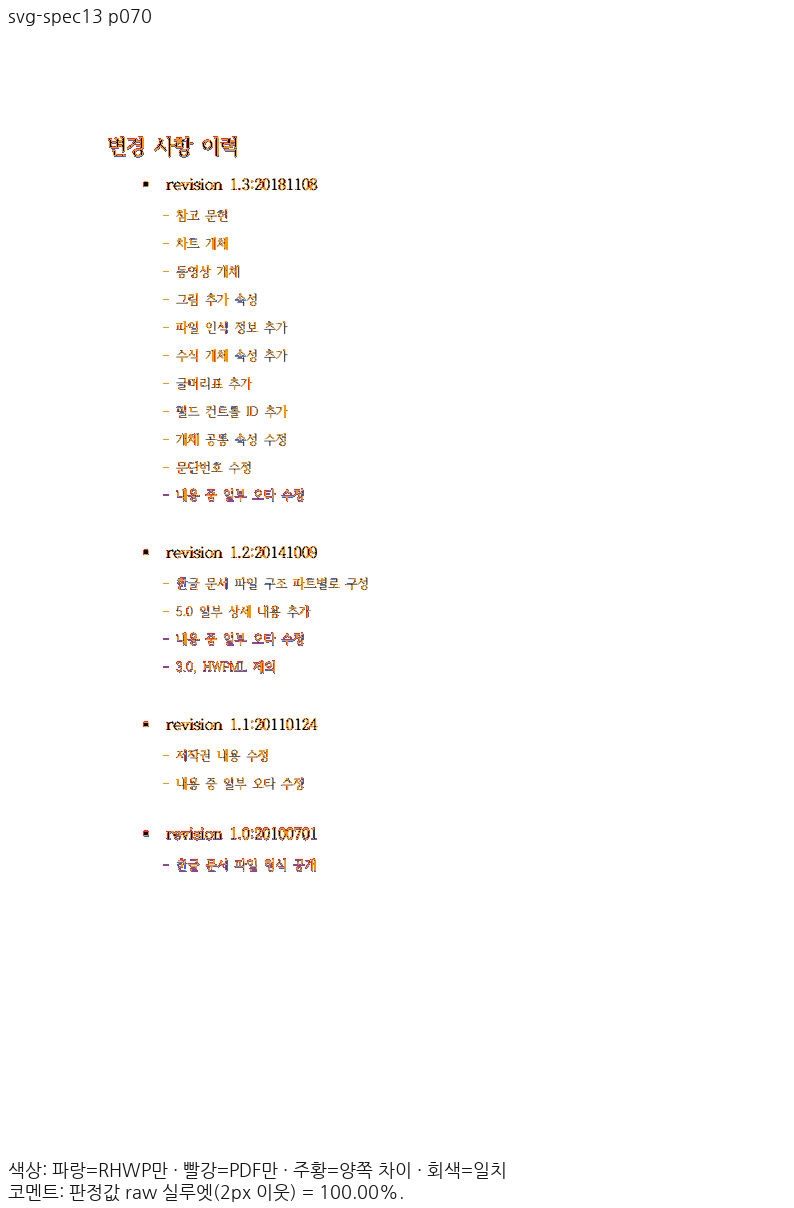 svg-spec13 p070
변경 사항 이력
▪ revision 1.3:20181108
- 참고 문헌
- 차트 개체
- 동영상 개체
- 그림 추가 속성
- 파일 인식 정보 추가
- 수식 개체 속성 추가
- 글머리표 추가
- 필드 컨트롤 ID 추가
- 개체 공통 속성 수정
- 문단번호 수정
- 내용 중 일부 오타 수정
▪ revision 1.2:20141009
- 한글 문서 파일 구조 파트별로 구성
- 5.0 일부 상세 내용 추가
- 내용 중 일부 오타 수정
- 3.0, HWPML 제외
▪ revision 1.1:20110124
- 저작권 내용 수정
- 내용 중 일부 오타 수정
▪ revision 1.0:20100701
- 한글 문서 파일 형식 공개
색상: 파랑=RHWP만 · 빨강=PDF만 · 주황=양쪽 차이 · 회색=일치
코멘트: 판정값 raw 실루엣(2px 이웃) = 100.00%.